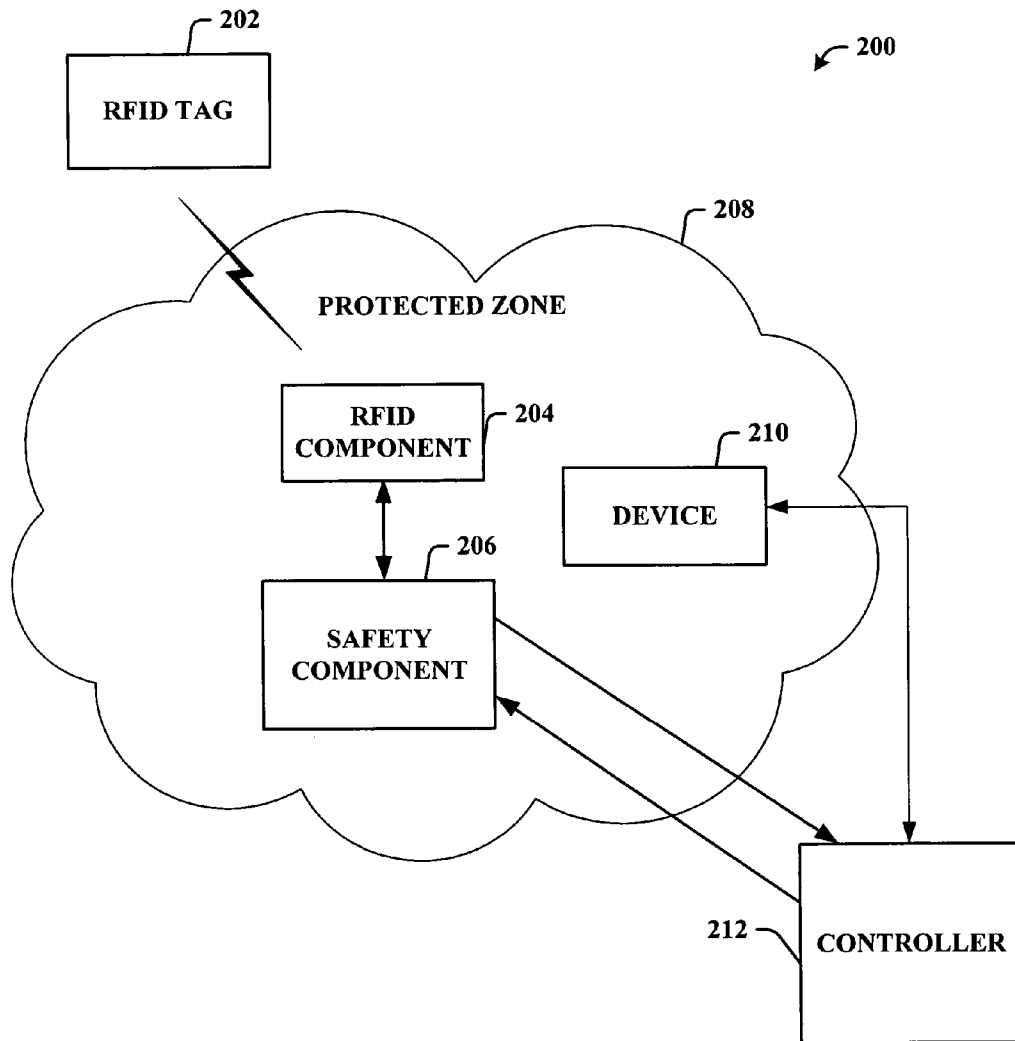 202
200
RFID TAG
208
PROTECTED ZONE
RFID
COMPONENT
204
210
DEVICE
206
SAFETY
COMPONENT
212
CONTROLLER